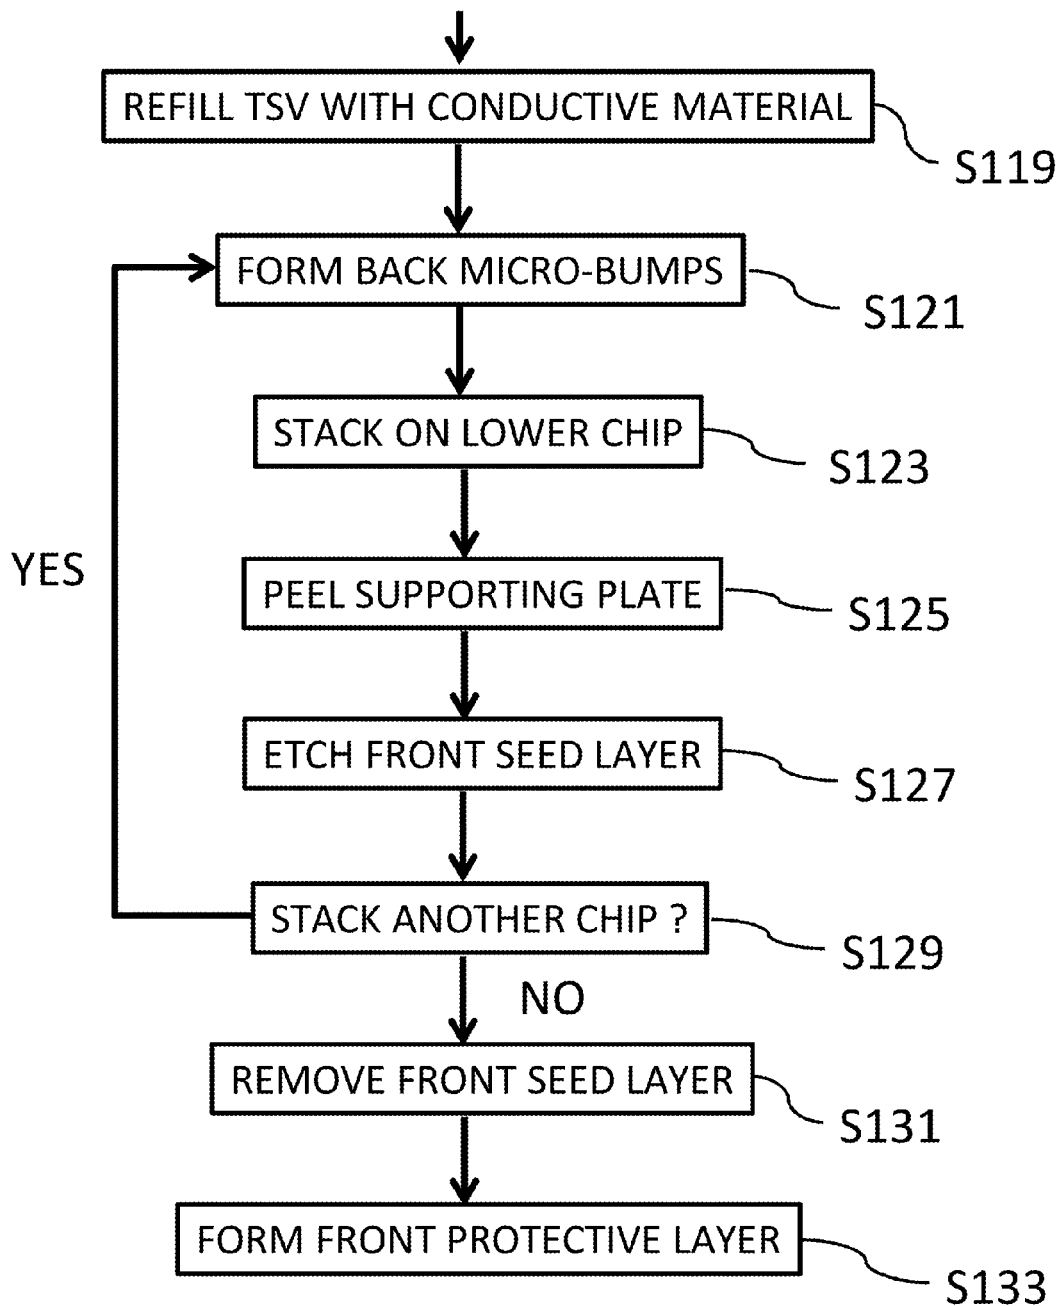 REFILL TSV WITH CONDUCTIVE MATERIAL
S119
FORM BACK MICRO-BUMPS
S121
STACK ON LOWER CHIP
S123
YES
PEEL SUPPORTING PLATE
S125
ETCH FRONT SEED LAYER
S127
STACK ANOTHER CHIP ?
S129
NO
REMOVE FRONT SEED LAYER
S131
FORM FRONT PROTECTIVE LAYER
S133